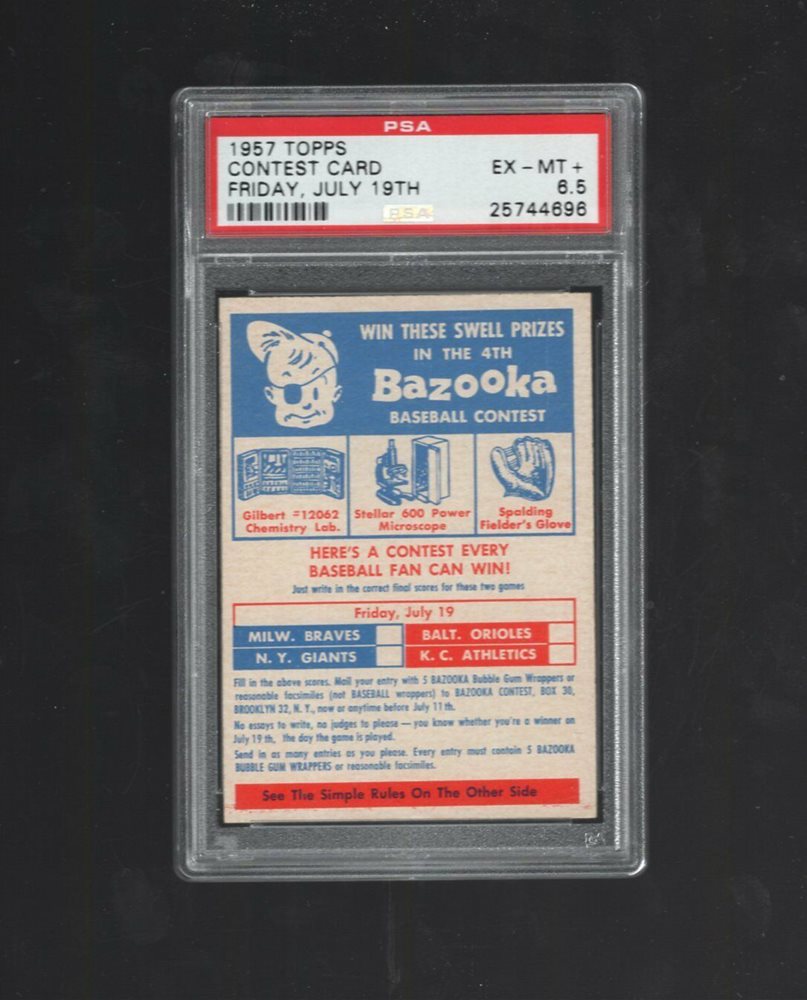 PSA
1957 TOPPS
CONTEST CARD EX - MT +
FRIDAY, JULY 19TH 6.5
PSA 25744696
WIN THESE SWELL PRIZES
IN THE 4TH
Bazooka
BASEBALL CONTEST
Gilbert #12062
Chemistry Lab.
Stellar 600 Power
Microscope
Spalding
Fielder's Glove
HERE'S A CONTEST EVERY
BASEBALL FAN CAN WIN!
Just write in the correct final scores for these two games
Friday, July 19
MILW. BRAVES BALT. ORIOLES
N. Y. GIANTS K. C. ATHLETICS
Fill in the above scores. Mail your entry with 5 BAZOOKA Bubble Gum Wrappers or
reasonable facsimiles (not BASEBALL wrappers) to BAZOOKA CONTEST, BOX 30,
BROOKLYN 32, N. Y., now or anytime before July 11 th.
No essays to write, no judges to please — you know whether you're a winner on
July 19 th, the day the game is played.
Send in as many entries as you please. Every entry must contain 5 BAZOOKA
BUBBLE GUM WRAPPERS or reasonable facsimiles.
See The Simple Rules On The Other Side